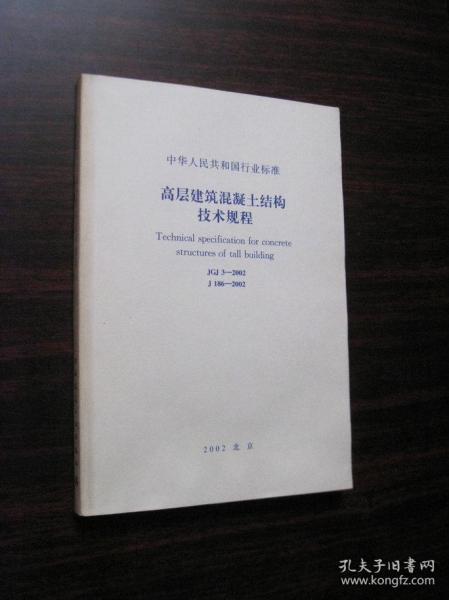 中华人民共和国行业标准
高层建筑混凝土结构
技术规程
Technical specification for concrete
structures of tall building
JGJ 3—2002
J 186—2002
2002 北 京
孔夫子旧书网
www.kongfz.com